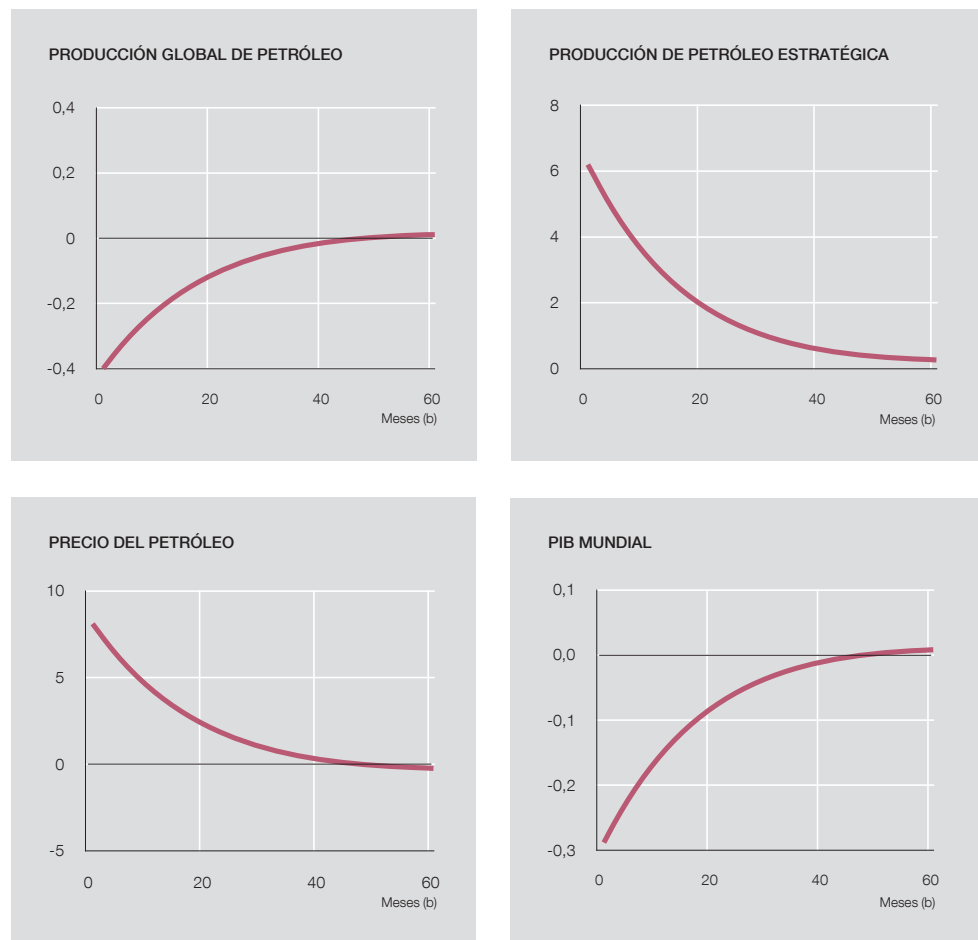 PRODUCCIÓN GLOBAL DE PETRÓLEO
0,4
0,2
0
-0,2
-0,4
0 20 40 60
Meses (b)
PRODUCCIÓN DE PETRÓLEO ESTRATÉGICA
8
6
4
2
0
0 20 40 60
Meses (b)
PRECIO DEL PETRÓLEO
10
5
0
-5
0 20 40 60
Meses (b)
PIB MUNDIAL
0,1
0,0
-0,1
-0,2
-0,3
0 20 40 60
Meses (b)